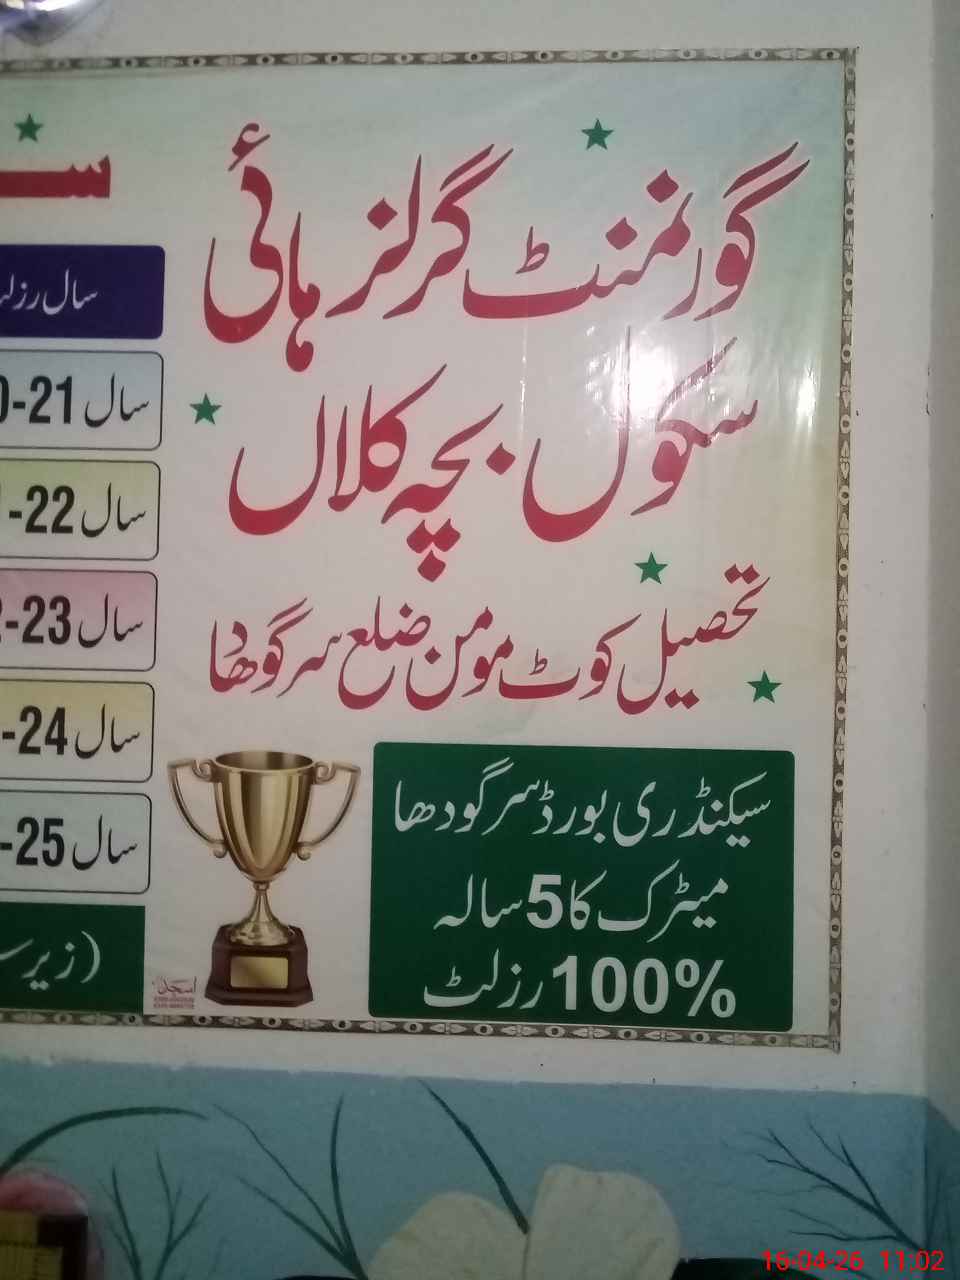 گورنمنٹ گرلز ہائی
سکول بچہ کلاں
تحصیل کوٹ مومن ضلع سرگودھا
سیکنڈری بورڈ سرگودھا
میٹرک کا 5 سالہ
100% رزلٹ
سال
سال 21-
سال 22-
سال 23-
سال 24-
سال 25-
16-04-26 11:02